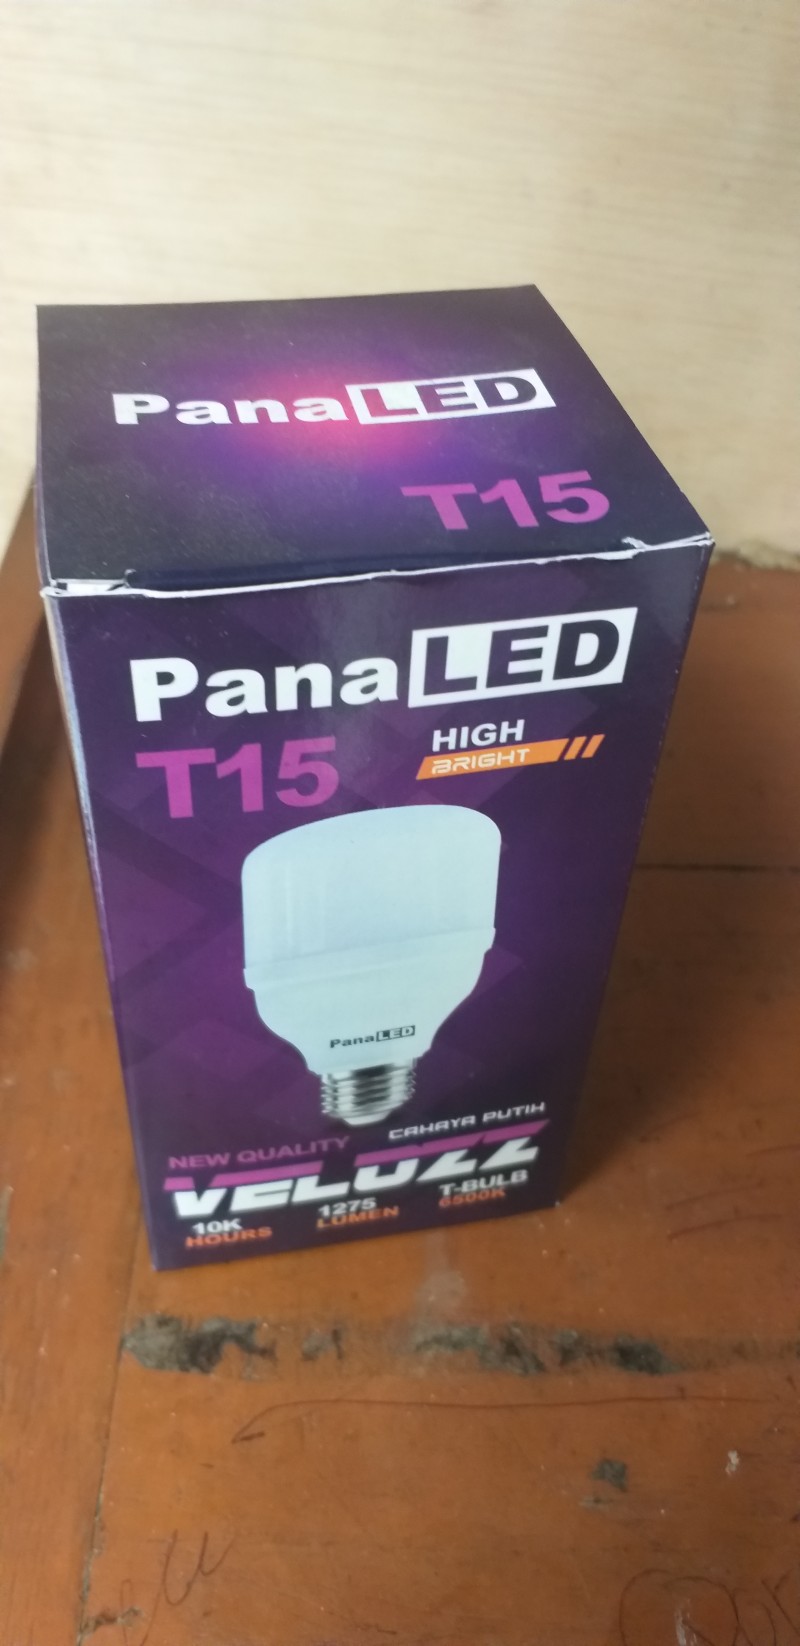 PanaLED
T15
PanaLED
T15
HIGH
BRIGHT
PanaLED
CAHAYA PUTIH
NEW QUALITY
VELOZZ
10K
HOURS
1275
LUMEN
T-BULB
6500K